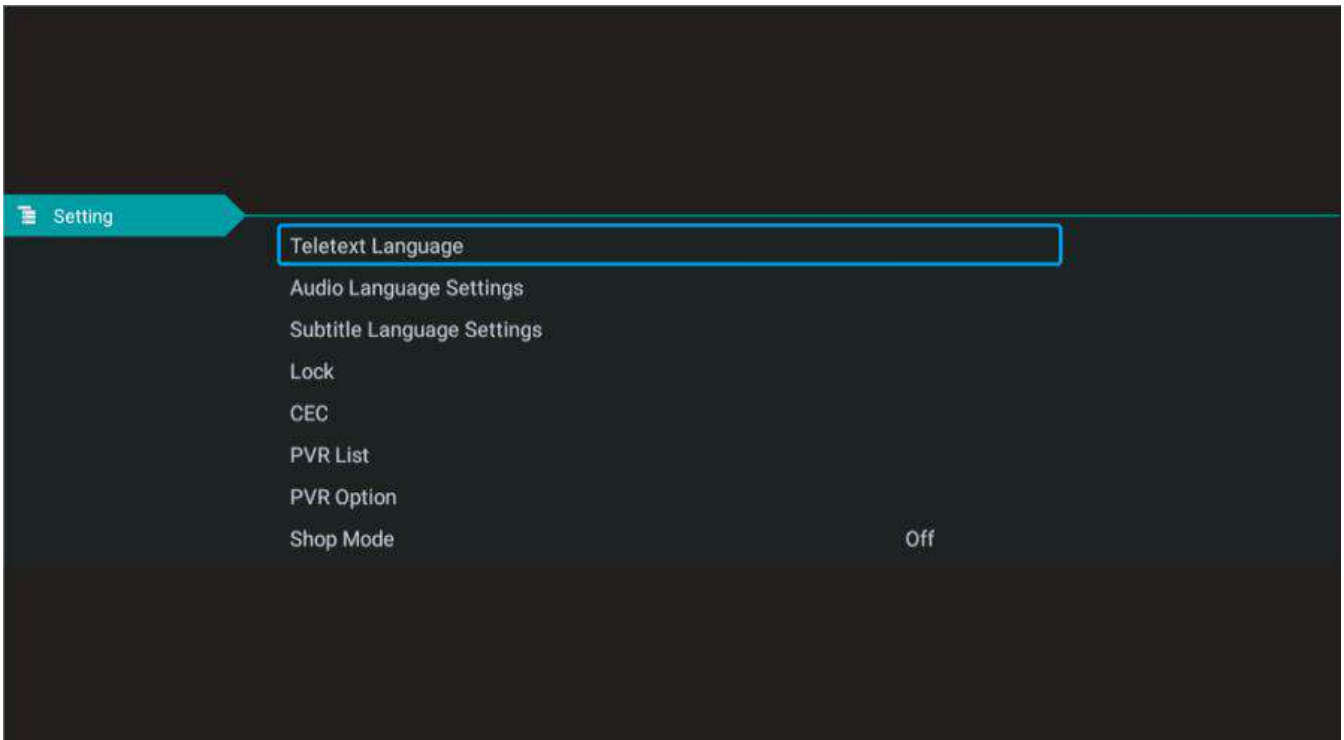 Setting
Teletext Language
Audio Language Settings
Subtitle Language Settings
Lock
CEC
PVR List
PVR Option
Shop Mode Off